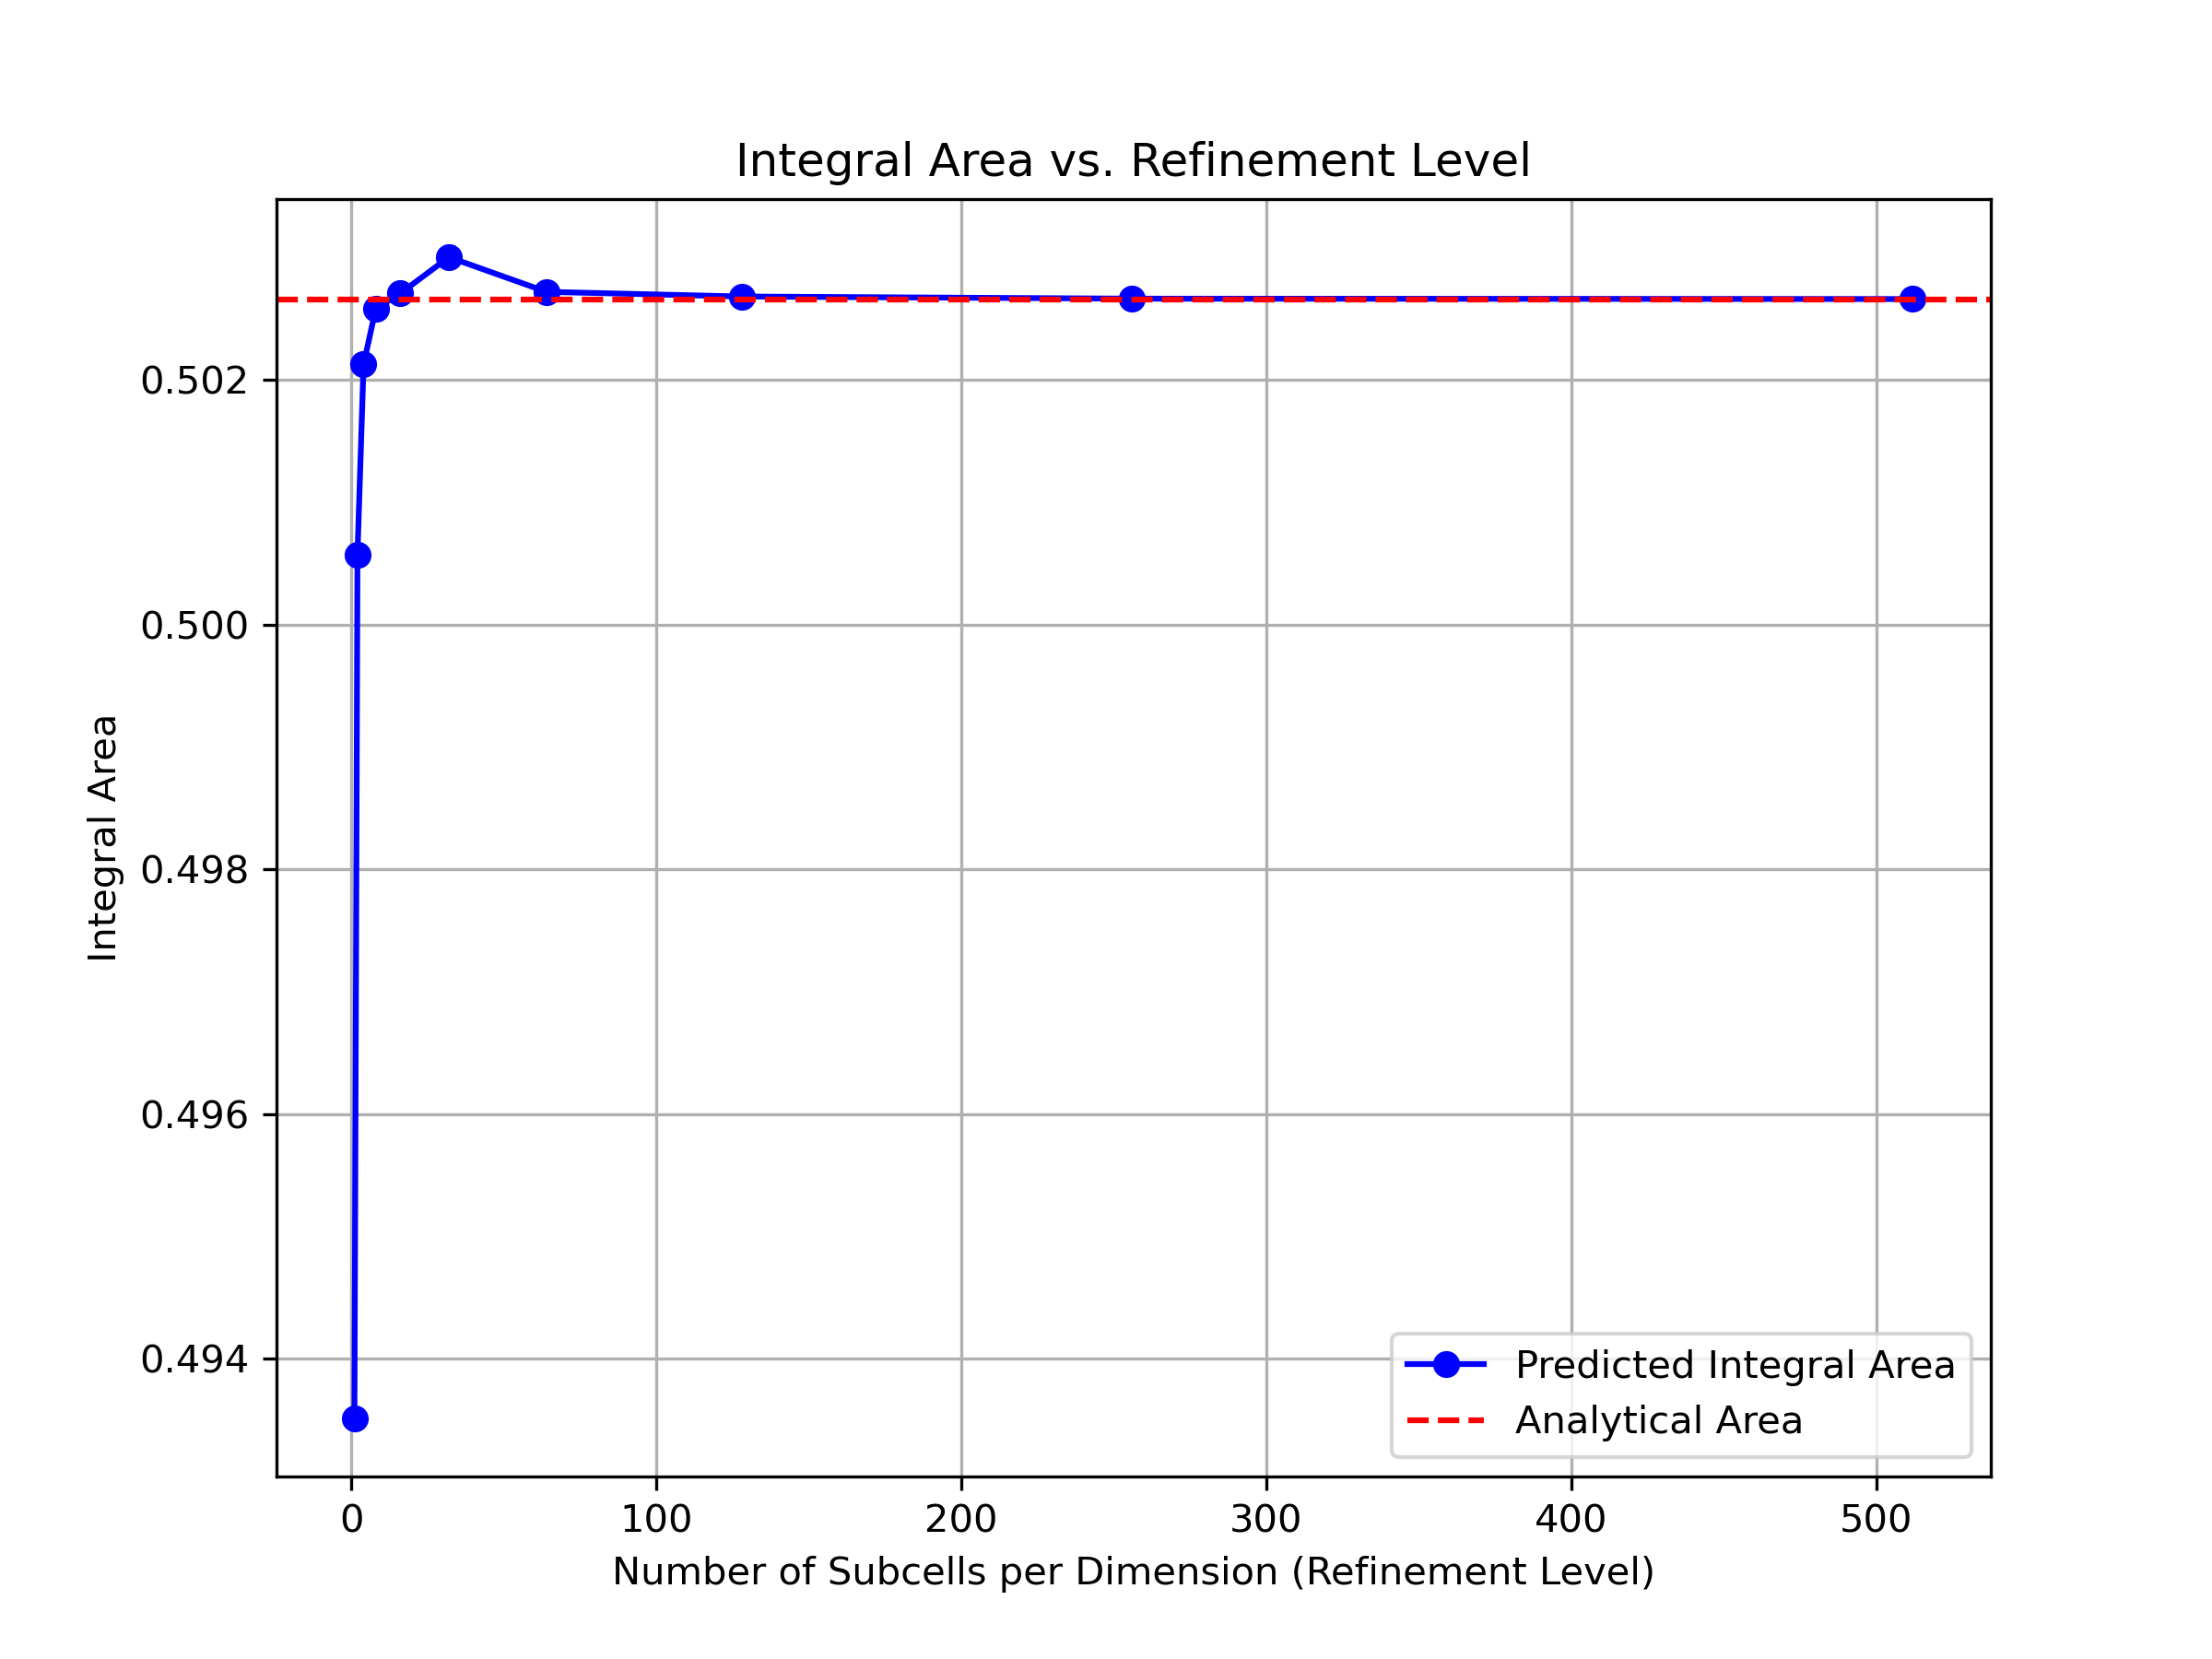 Integral Area vs. Refinement Level
Integral Area
0.502
0.500
0.498
0.496
0.494
0 100 200 300 400 500
Number of Subcells per Dimension (Refinement Level)
Predicted Integral Area
Analytical Area